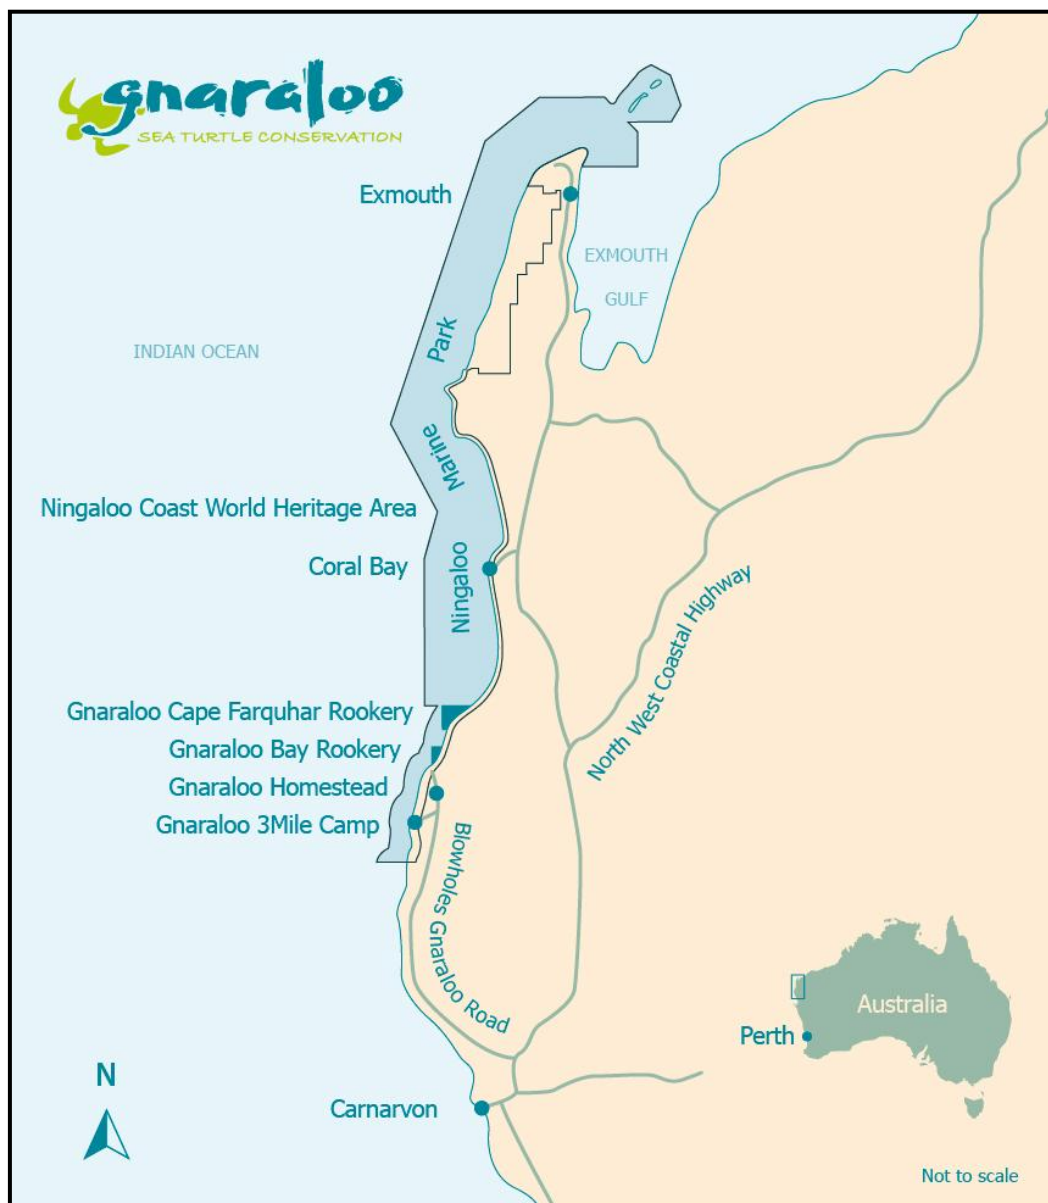 gnaraloo
SEA TURTLE CONSERVATION
Exmouth
EXMOUTH
GULF
INDIAN OCEAN
Ningaloo Marine Park
Ningaloo Coast World Heritage Area
Coral Bay
North West Coastal Highway
Gnaraloo Cape Farquhar Rookery
Gnaraloo Bay Rookery
Gnaraloo Homestead
Gnaraloo 3Mile Camp
Blowholes Gnaraloo Road
Australia
Perth
N
Carnarvon
Not to scale